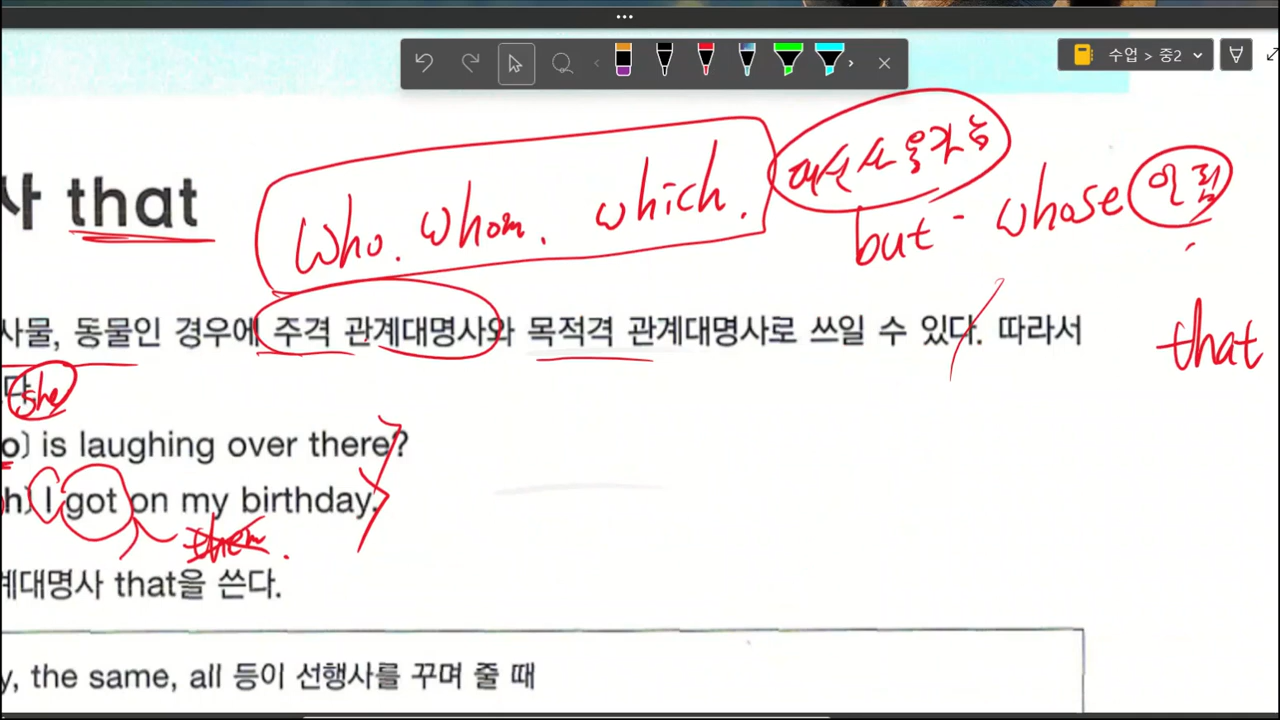 수업 > 중2
사 that
who. whom. which.
대신 사용가능
but - whose
that
사물, 동물인 경우에 주격 관계대명사와 목적격 관계대명사로 쓰일 수 있다. 따라서
다.
she
o) is laughing over there?
h) I got on my birthday.
them
계대명사 that을 쓴다.
y, the same, all 등이 선행사를 꾸며 줄 때